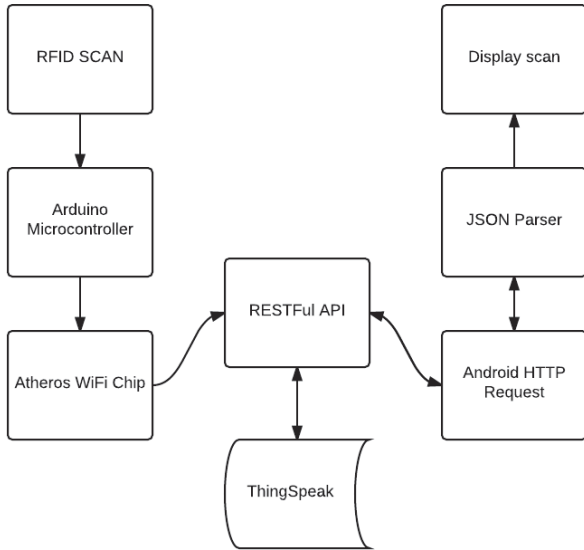 RFID SCAN
Display scan
Arduino
Microcontroller
JSON Parser
RESTFul API
Atheros WiFi Chip
Android HTTP
Request
ThingSpeak